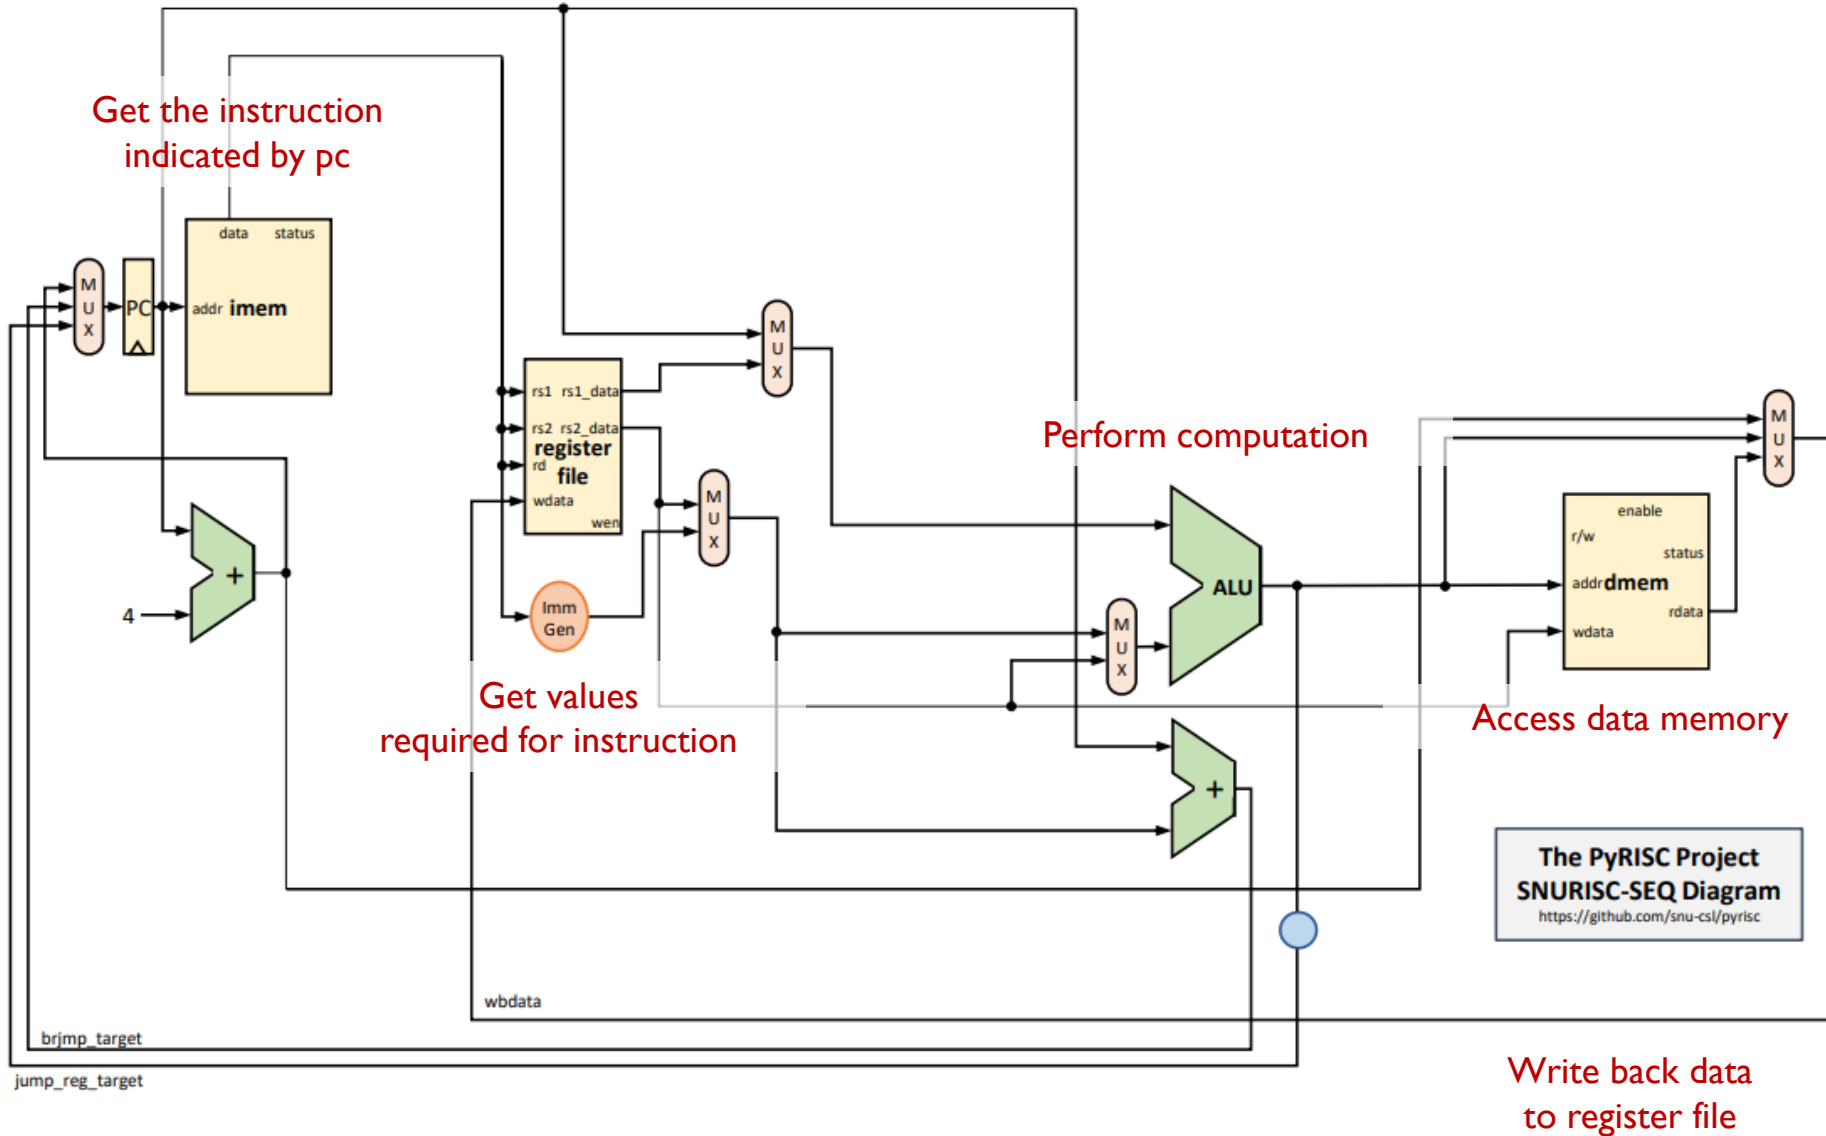 Get the instruction
indicated by pc
data status
M
U
X
PC
addr imem
M
U
X
rs1 rs1_data
rs2 rs2_data
register
file
rd
wdata
wen
M
U
X
Perform computation
M
U
X
+
4
Imm
Gen
ALU
M
U
X
enable
r/w
status
addr dmem
rdata
wdata
Get values
required for instruction
Access data memory
+
The PyRISC Project
SNURISC-SEQ Diagram
https://github.com/snu-csl/pyrisc
wbdata
brjmp_target
jump_reg_target
Write back data
to register file